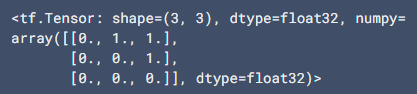 <tf.Tensor: shape=(3, 3), dtype=float32, numpy=
array([[0., 1., 1.],
       [0., 0., 1.],
       [0., 0., 0.]], dtype=float32)>